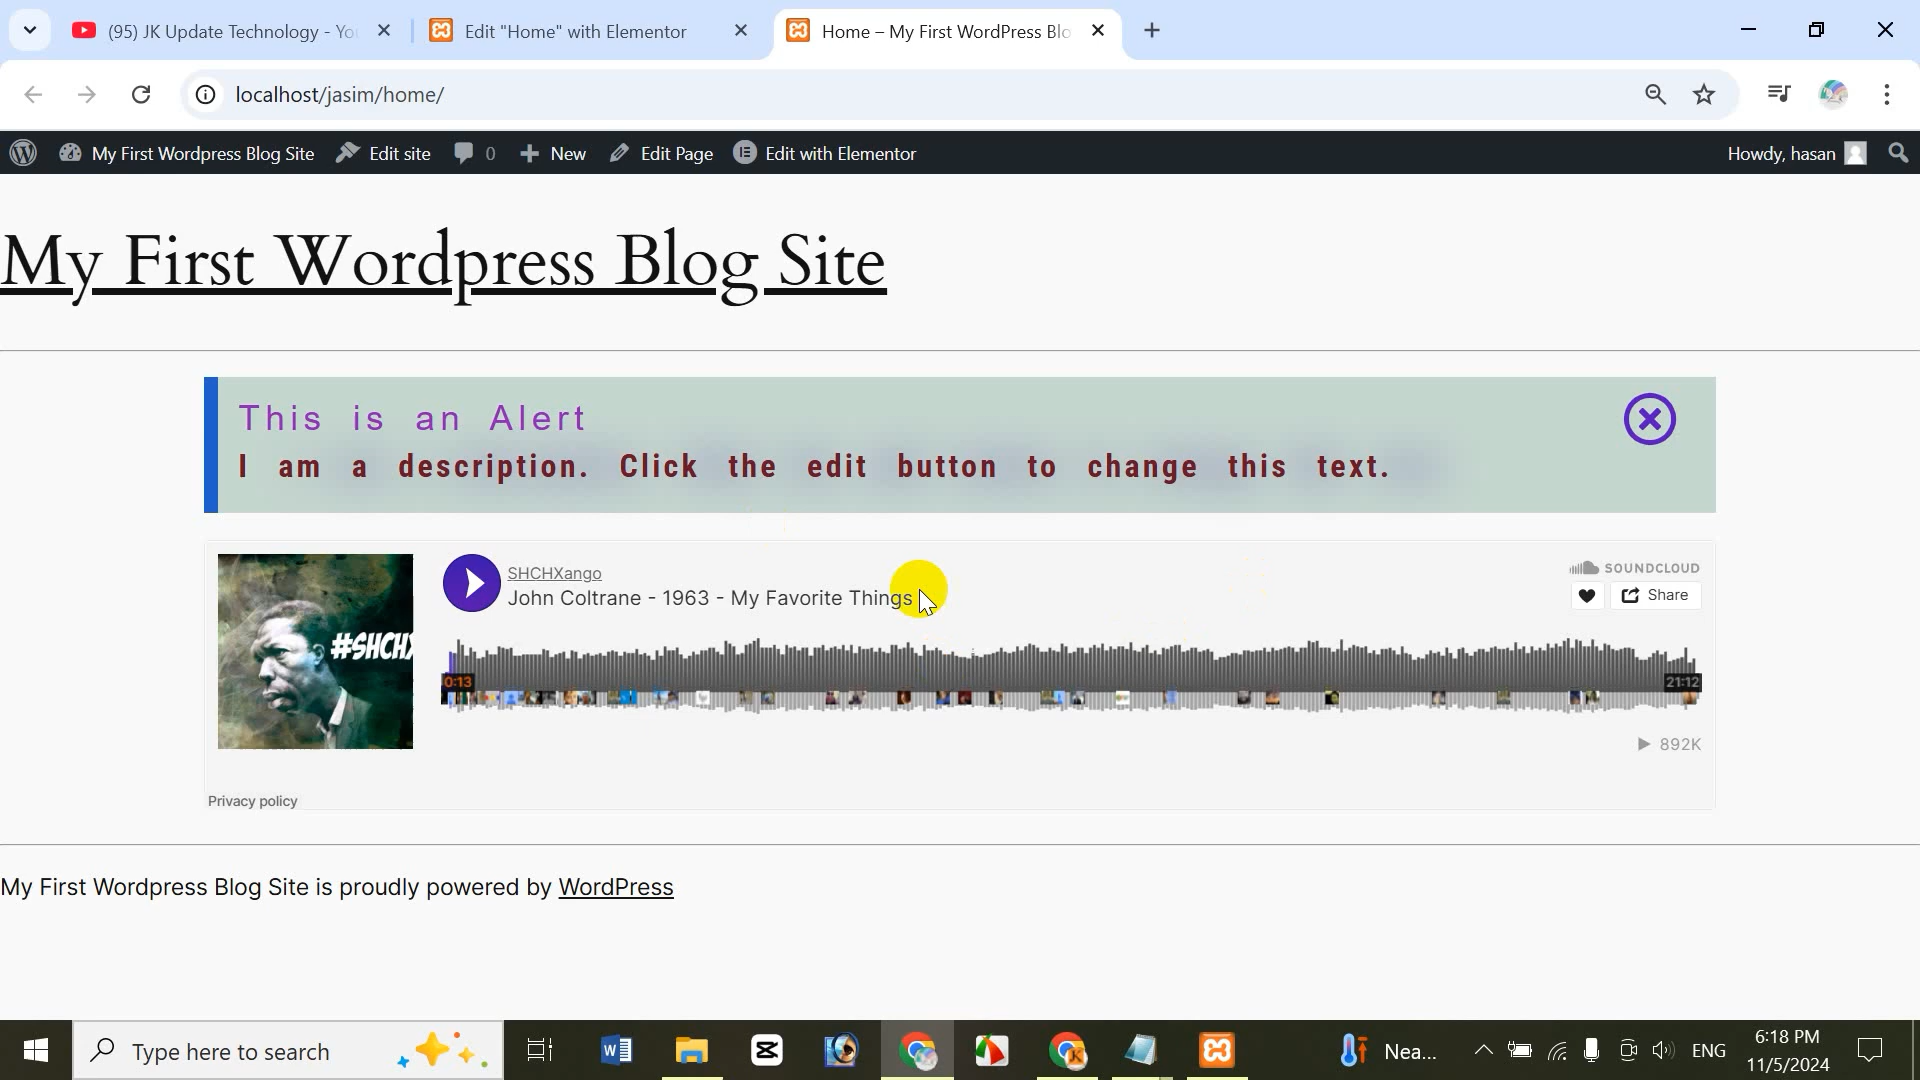 (95) JK Update Technology - You
Edit "Home" with Elementor
Home – My First WordPress Blo
localhost/jasim/home/
My First Wordpress Blog Site
Edit site
0
New
Edit Page
Edit with Elementor
Howdy, hasan
My First Wordpress Blog Site
This is an Alert
I am a description. Click the edit button to change this text.
#SHCHX
SHCHXango
John Coltrane - 1963 - My Favorite Things
SOUNDCLOUD
Share
0:13
21:12
892K
Privacy policy
My First Wordpress Blog Site is proudly powered by WordPress
Type here to search
Nea...
ENG
6:18 PM
11/5/2024